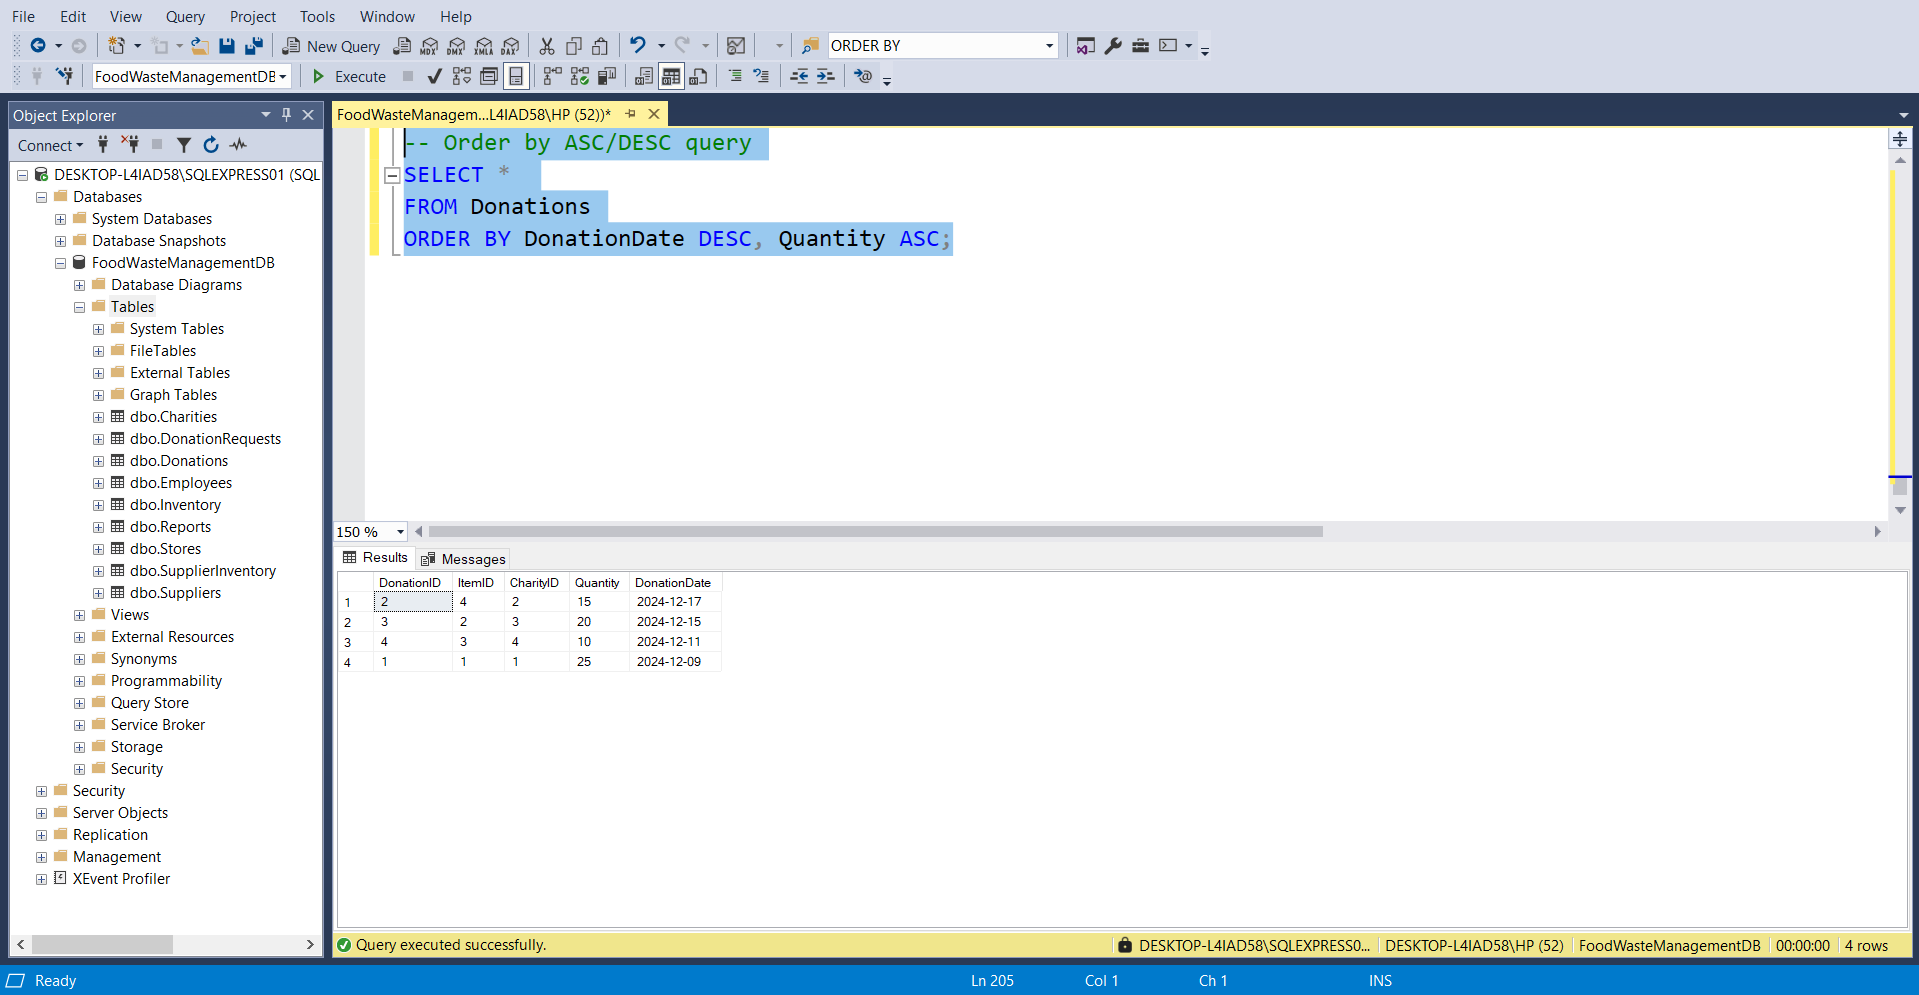 File Edit View Query Project Tools Window Help
New Query MDX DMX XMLA DAX ORDER BY
FoodWasteManagementDB Execute
Object Explorer
Connect
DESKTOP-L4IAD58\SQLEXPRESS01 (SQL
Databases
System Databases
Database Snapshots
FoodWasteManagementDB
Database Diagrams
Tables
System Tables
FileTables
External Tables
Graph Tables
dbo.Charities
dbo.DonationRequests
dbo.Donations
dbo.Employees
dbo.Inventory
dbo.Reports
dbo.Stores
dbo.SupplierInventory
dbo.Suppliers
Views
External Resources
Synonyms
Programmability
Query Store
Service Broker
Storage
Security
Security
Server Objects
Replication
Management
XEvent Profiler
FoodWasteManagem...L4IAD58\HP (52))*
-- Order by ASC/DESC query
SELECT *
FROM Donations
ORDER BY DonationDate DESC, Quantity ASC;
150 %
Results Messages
DonationID ItemID CharityID Quantity DonationDate
1 2 4 2 15 2024-12-17
2 3 2 3 20 2024-12-15
3 4 3 4 10 2024-12-11
4 1 1 1 25 2024-12-09
Query executed successfully. DESKTOP-L4IAD58\SQLEXPRESS0... DESKTOP-L4IAD58\HP (52) FoodWasteManagementDB 00:00:00 4 rows
Ready Ln 205 Col 1 Ch 1 INS